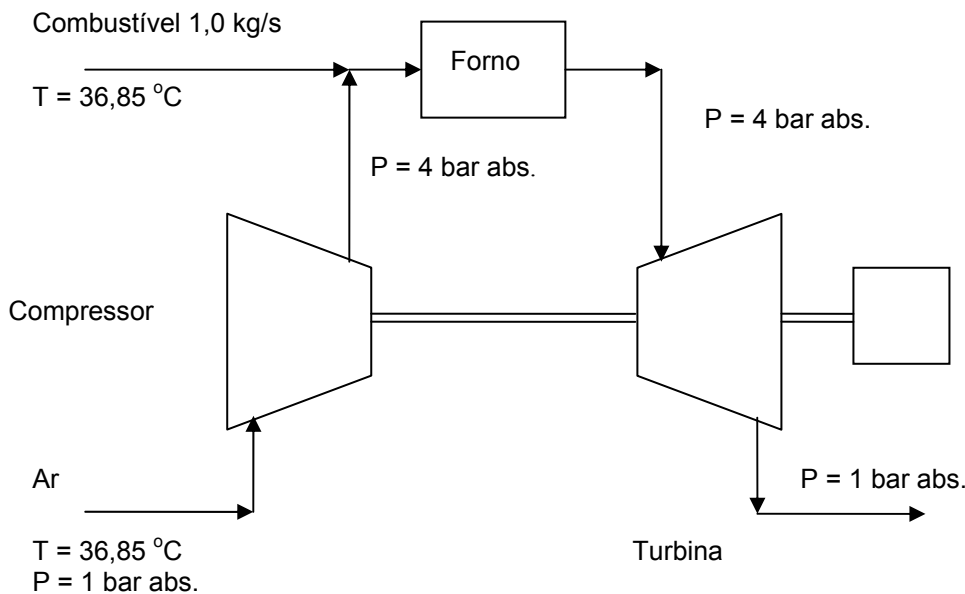 Combustível 1,0 kg/s
T = 36,85 °C
Forno
P = 4 bar abs.
P = 4 bar abs.
Compressor
Ar
T = 36,85 °C
P = 1 bar abs.
P = 1 bar abs.
Turbina